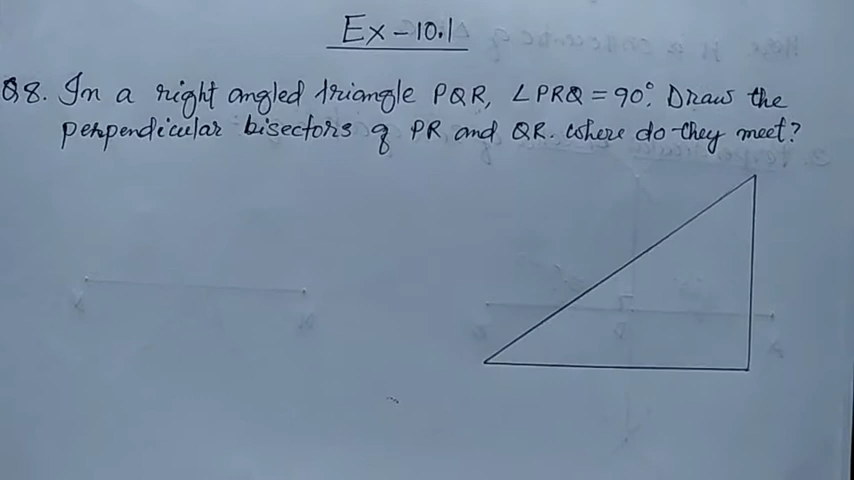 Ex-10.1
Q8. In a right angled triangle PQR, ∠PRQ = 90°. Draw the
perpendicular bisectors of PR and QR. Where do they meet?